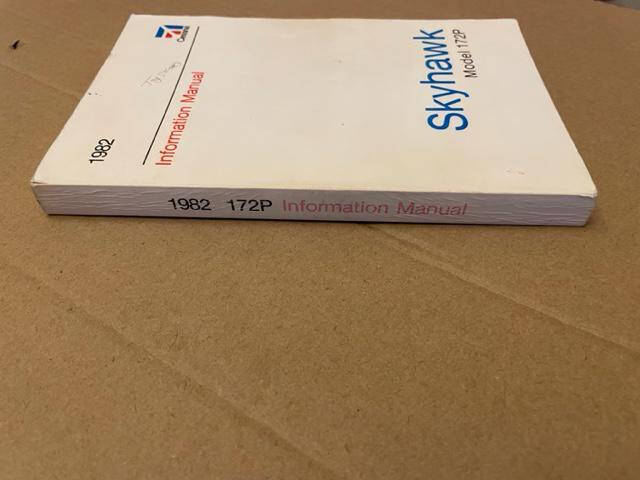 Cessna
1982
Information Manual
Skyhawk
Model 172P
1982 172P Information Manual